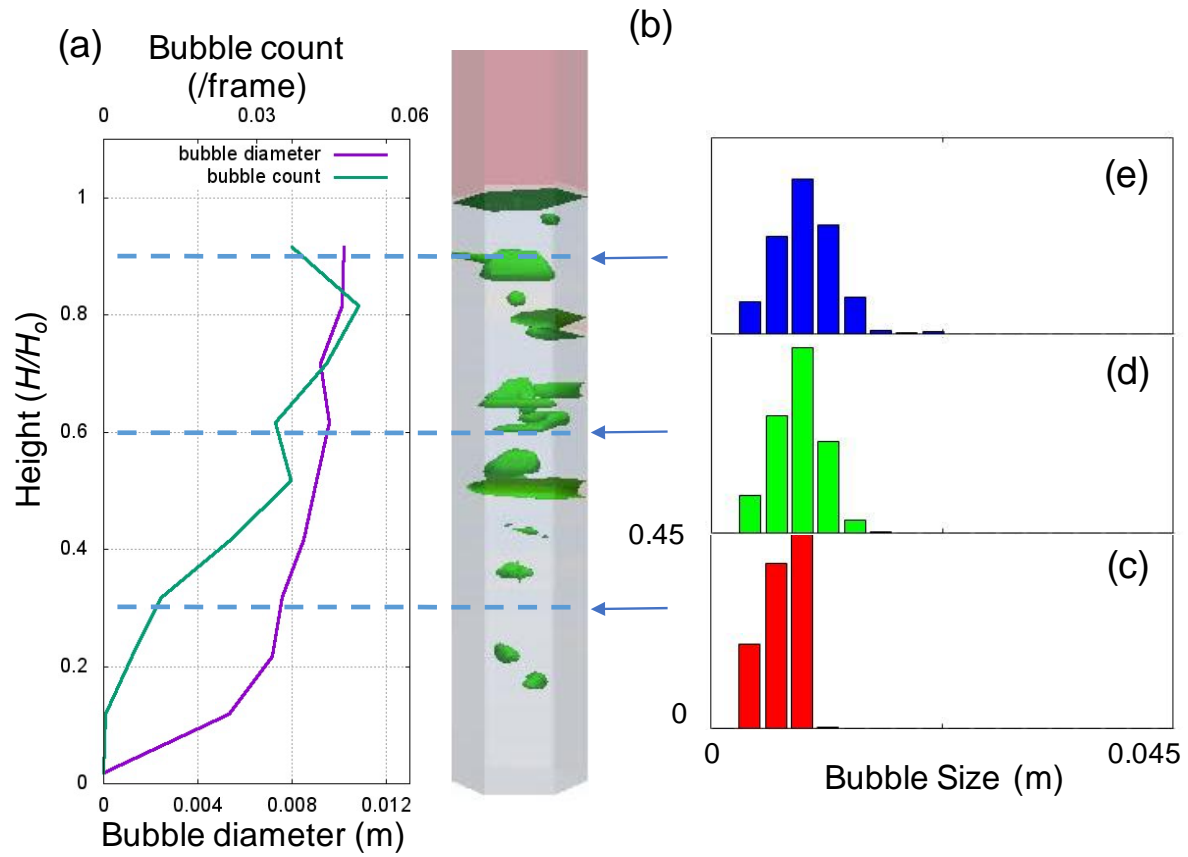 (a)
Bubble count
(/frame)
0 0.03 0.06
bubble diameter
bubble count
1
0.8
0.6
0.4
0.2
0
Height (H/Ho)
0 0.004 0.008 0.012
Bubble diameter (m)
(b)
(e)
(d)
0.45
(c)
0
0 0.045
Bubble Size (m)